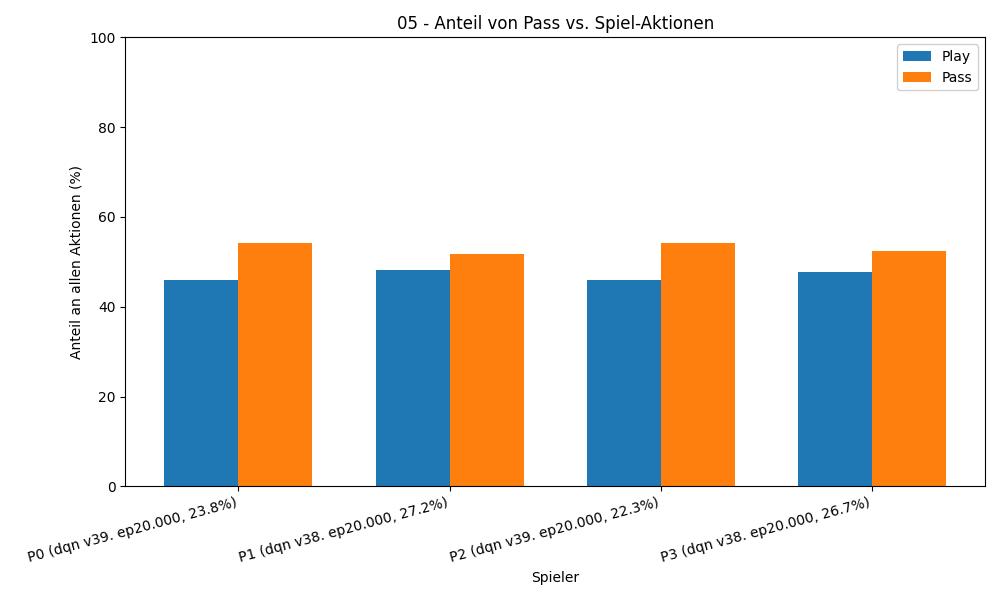 05 - Anteil von Pass vs. Spiel-Aktionen
Play
Pass
Anteil an allen Aktionen (%)
100
80
60
40
20
0
P0 (dqn v39. ep20.000, 23.8%)
P1 (dqn v38. ep20.000, 27.2%)
P2 (dqn v39. ep20.000, 22.3%)
P3 (dqn v38. ep20.000, 26.7%)
Spieler